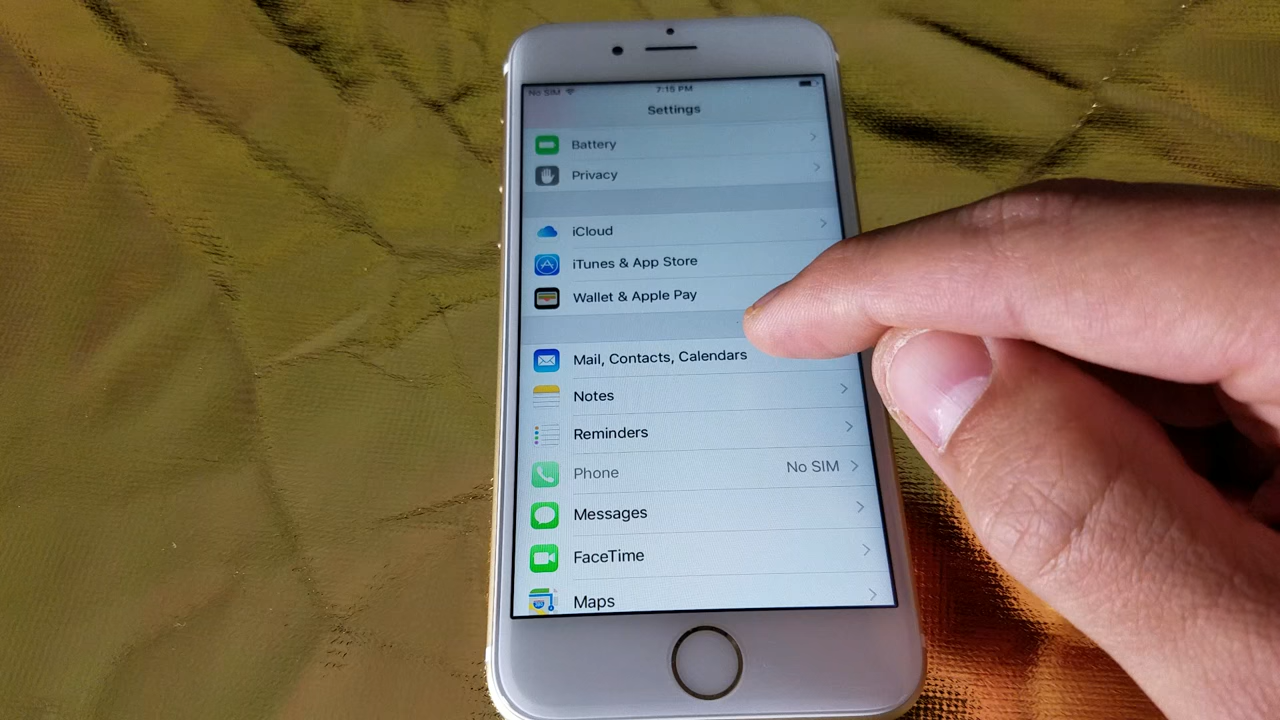 No SIM 7:15 PM
Settings
Battery
Privacy
iCloud
iTunes & App Store
Wallet & Apple Pay
Mail, Contacts, Calendars
Notes
Reminders
Phone No SIM
Messages
FaceTime
Maps